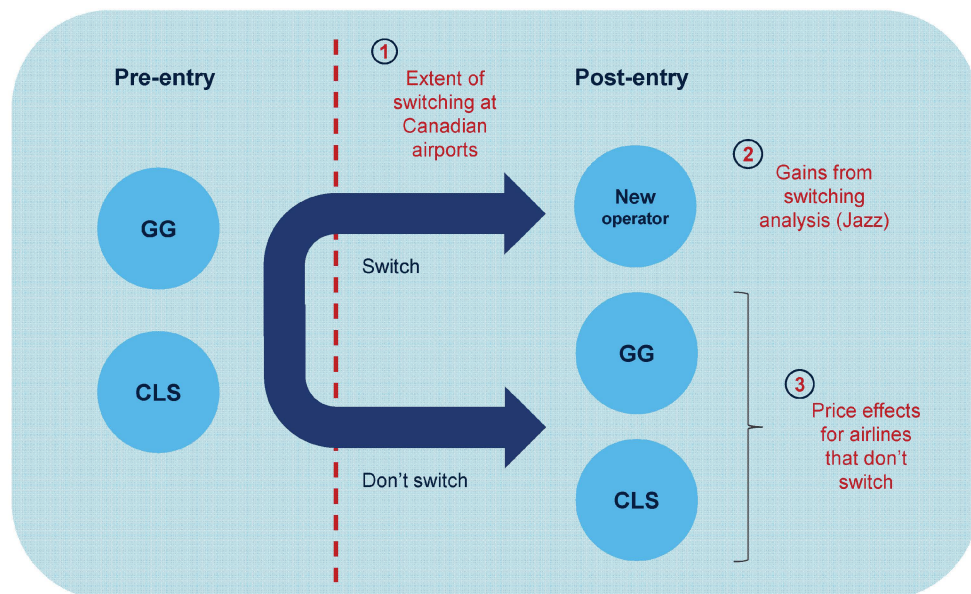 Pre-entry
GG
CLS
1
Extent of
switching at
Canadian
airports
Switch
Don't switch
Post-entry
New
operator
GG
CLS
2
Gains from
switching
analysis (Jazz)
3
Price effects
for airlines
that don't
switch